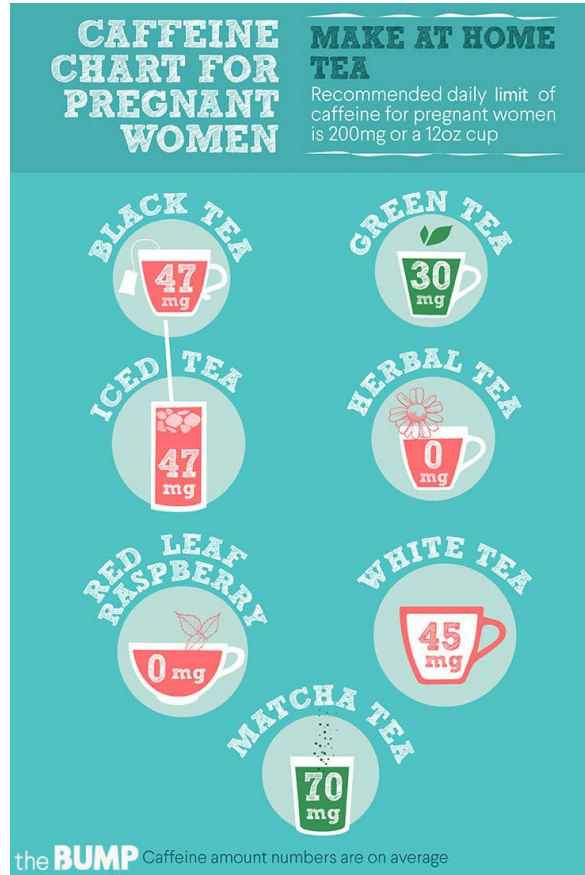 CAFFEINE
CHART FOR
PREGNANT
WOMEN
MAKE AT HOME
TEA
Recommended daily limit of
caffeine for pregnant women
is 200mg or a 12oz cup
BLACK TEA
47
mg
GREEN TEA
30
mg
ICED TEA
47
mg
HERBAL TEA
0
mg
RED LEAF
RASPBERRY
0 mg
WHITE TEA
45
mg
MATCHA TEA
70
mg
the BUMP Caffeine amount numbers are on average